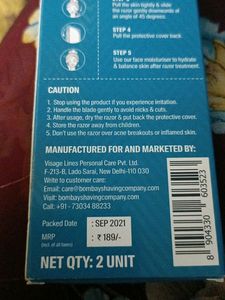 Pull the skin tightly & slide
the razor gently downwards at
an angle of 45 degrees.
STEP 4
Put the protective cover back.
STEP 5
Use our face moisturiser to hydrate
& balance skin after razor treatment.
CAUTION
1. Stop using the product if you experience irritation.
2. Handle the blade gently to avoid nicks & cuts.
3. After usage, dry the razor & put back the protective cover.
4. Store the razor away from children.
5. Don't use the razor over acne breakouts or inflamed skin.
MANUFACTURED FOR AND MARKETED BY:
Visage Lines Personal Care Pvt. Ltd.
F-213-B, Lado Sarai, New Delhi-110 030
Write to customer care:
Email: care@bombayshavingcompany.com
Visit: bombayshavingcompany.com
Call: +91 - 73034 88233
Packed Date : SEP 2021
MRP : ₹ 189/-
(Incl. of all taxes)
NET QTY: 2 UNIT
8 904330 603523